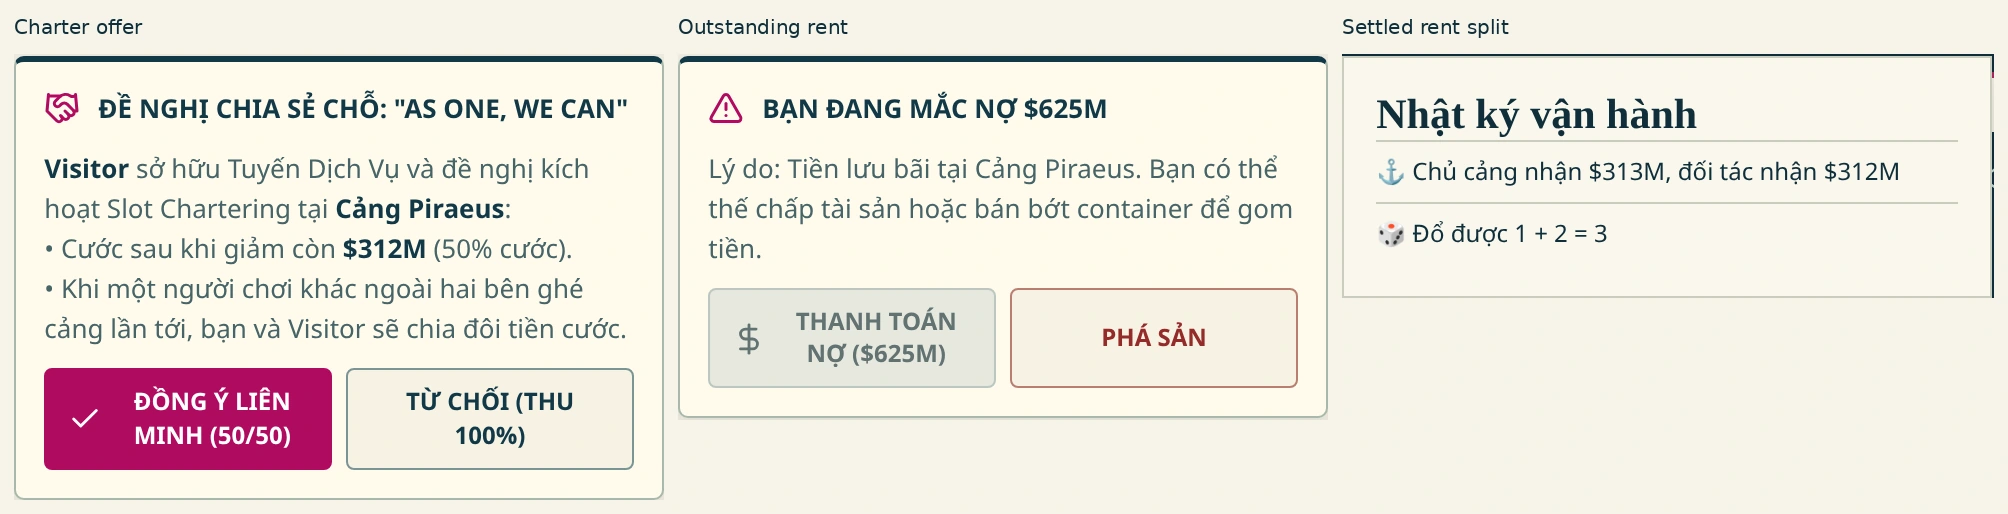 Charter offer
ĐỀ NGHỊ CHIA SẺ CHỖ: "AS ONE, WE CAN"
Visitor sở hữu Tuyến Dịch Vụ và đề nghị kích
hoạt Slot Chartering tại Cảng Piraeus:
• Cước sau khi giảm còn $312M (50% cước).
• Khi một người chơi khác ngoài hai bên ghé
cảng lần tới, bạn và Visitor sẽ chia đôi tiền cước.
ĐỒNG Ý LIÊN
MINH (50/50)
TỪ CHỐI (THU
100%)
Outstanding rent
BẠN ĐANG MẮC NỢ $625M
Lý do: Tiền lưu bãi tại Cảng Piraeus. Bạn có thể
thế chấp tài sản hoặc bán bớt container để gom
tiền.
THANH TOÁN
NỢ ($625M)
PHÁ SẢN
Settled rent split
Nhật ký vận hành
⚓ Chủ cảng nhận $313M, đối tác nhận $312M
🎲 Đổ được 1 + 2 = 3